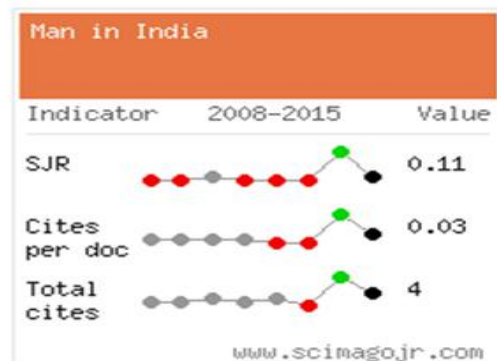 Man in India
Indicator 2008-2015 Value
SJR 0.11
Cites per doc 0.03
Total cites 4
www.scimagojr.com